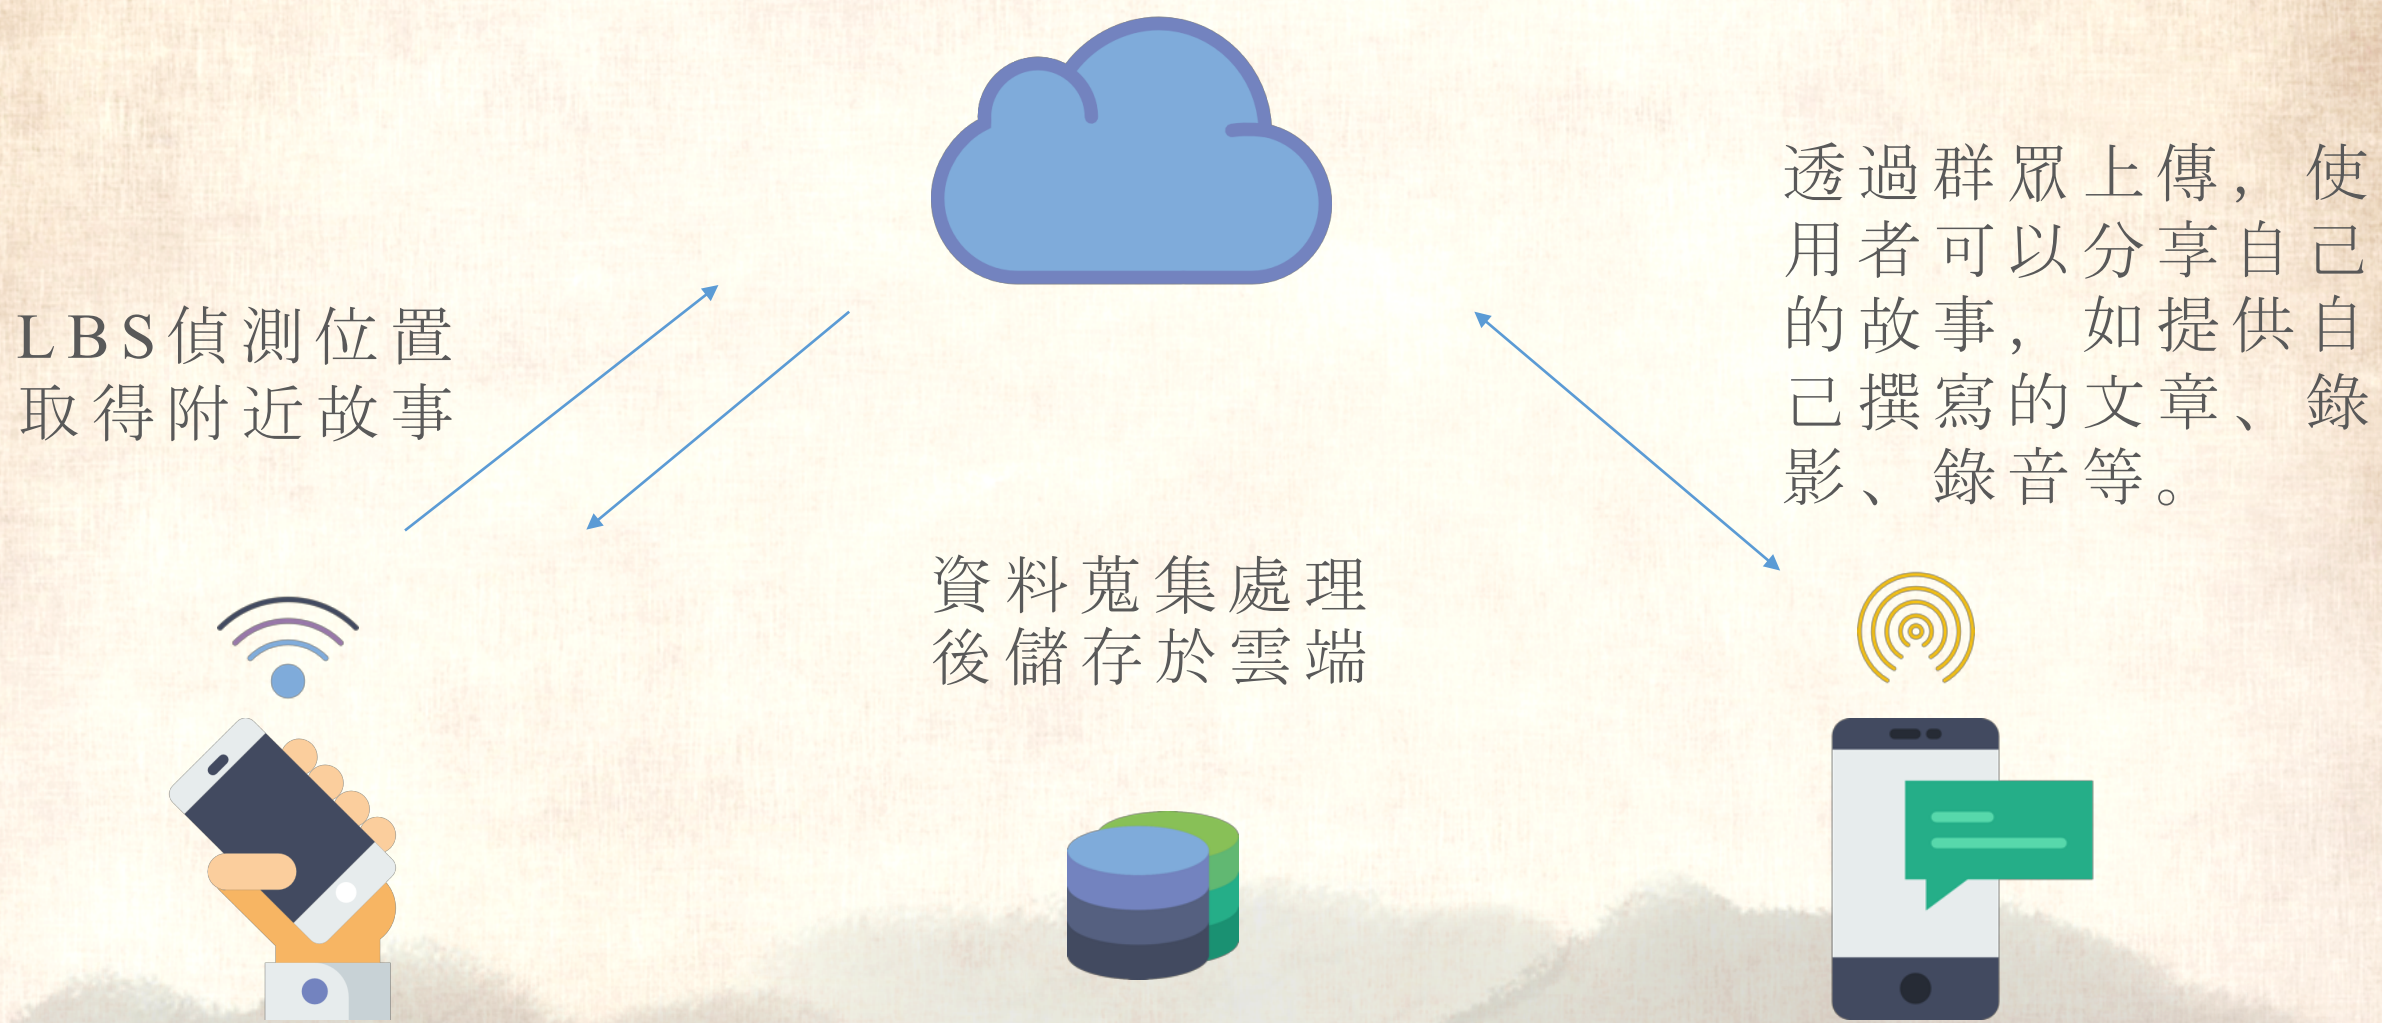 LBS偵測位置
取得附近故事
資料蒐集處理
後儲存於雲端
透過群眾上傳，使
用者可以分享自己
的故事，如提供自
己撰寫的文章、錄
影、錄音等。